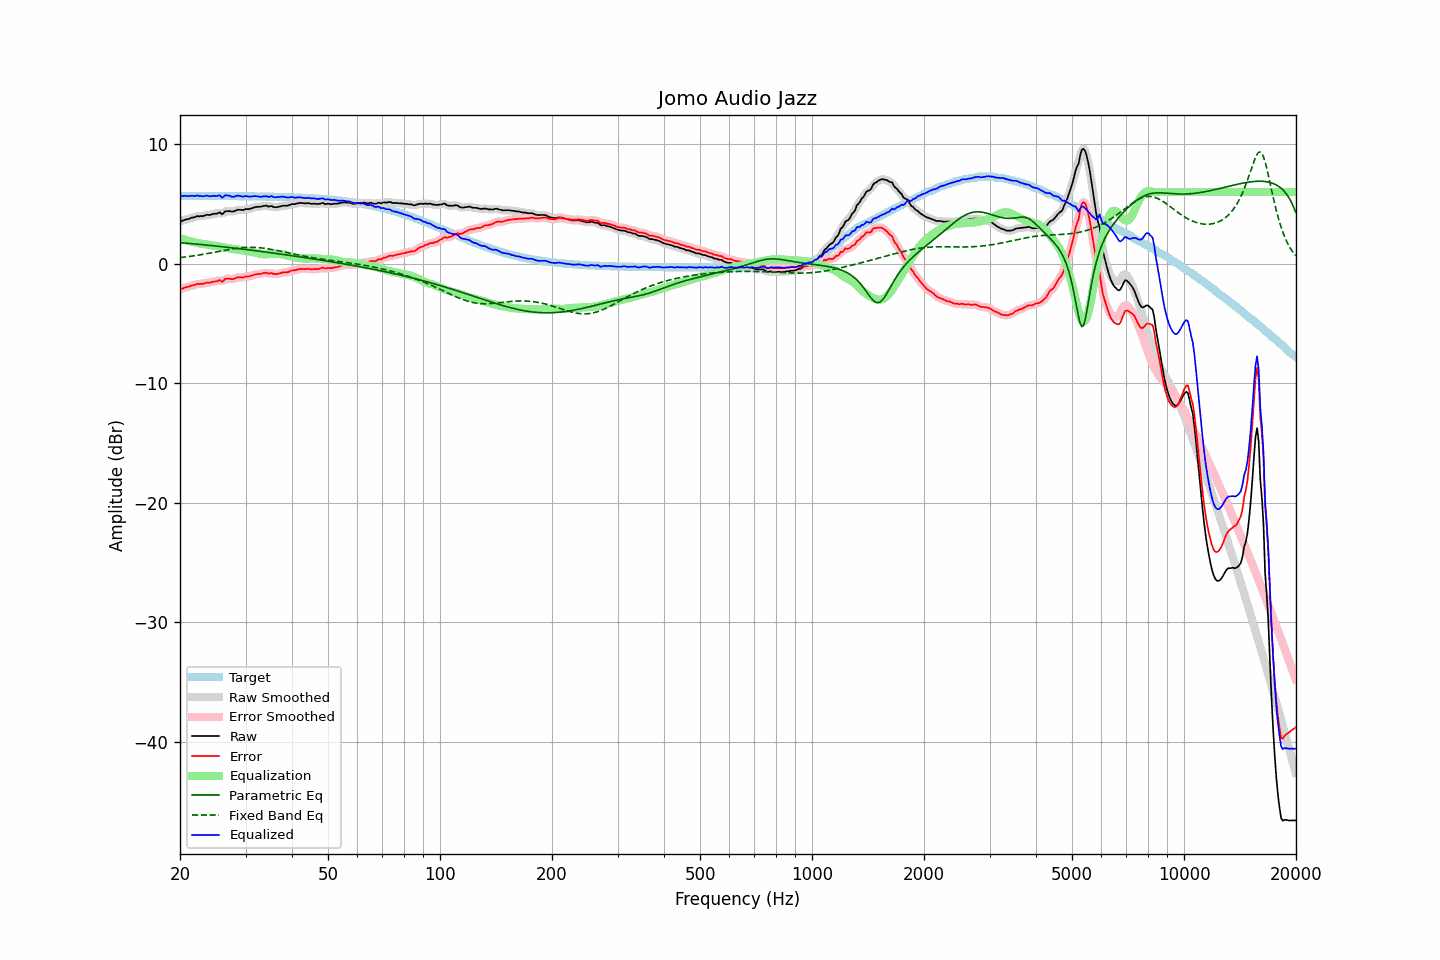 Jomo Audio Jazz
Amplitude (dBr)
10
0
−10
−20
−30
−40
Target
Raw Smoothed
Error Smoothed
Raw
Error
Equalization
Parametric Eq
Fixed Band Eq
Equalized
20 50 100 200 500 1000 2000 5000 10000 20000
Frequency (Hz)